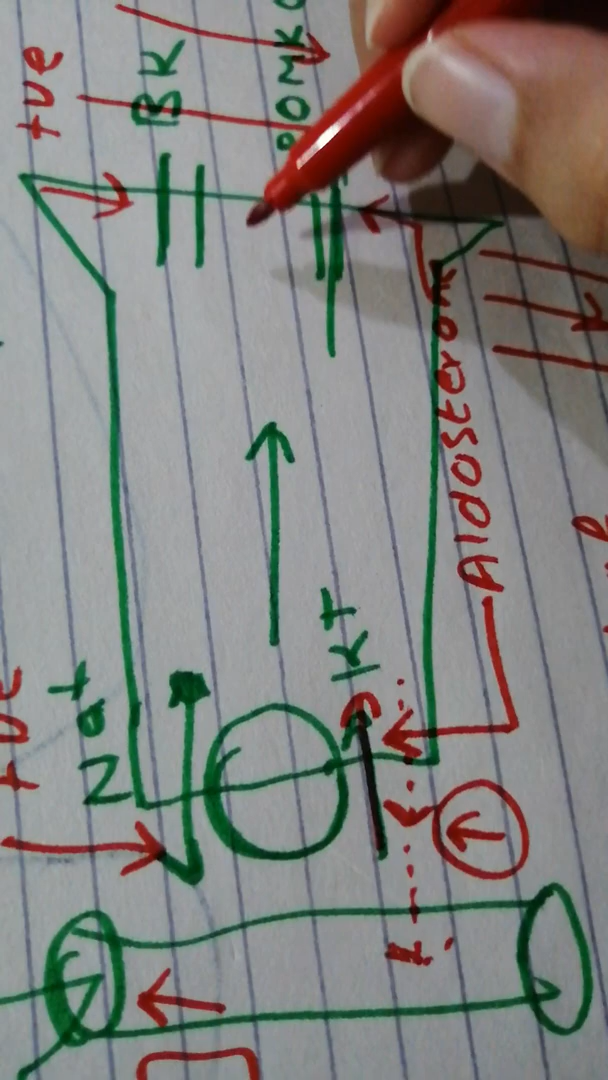 +ve
BK
ROMK
Aldosteron
K+
Na+
+ve
K